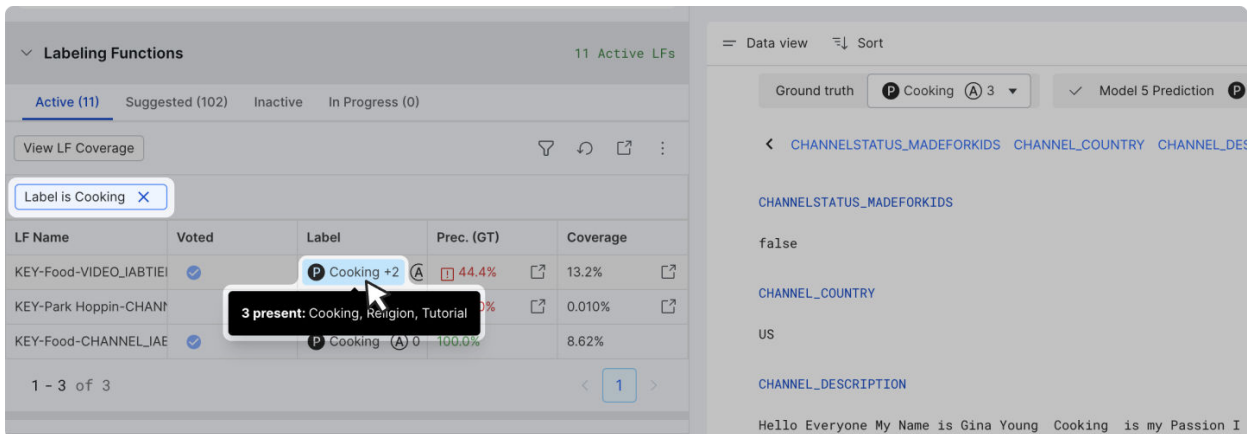 Labeling Functions
11 Active LFs
Active (11) Suggested (102) Inactive In Progress (0)
View LF Coverage
Label is Cooking
LF Name Voted Label Prec. (GT) Coverage
KEY-Food-VIDEO_IABTIE P Cooking +2 A 44.4% 13.2%
KEY-Park Hoppin-CHANN 0% 0.010%
3 present: Cooking, Religion, Tutorial
KEY-Food-CHANNEL_IAE P Cooking A 0 100.0% 8.62%
1 - 3 of 3
1
Data view Sort
Ground truth P Cooking A 3 Model 5 Prediction P
CHANNELSTATUS_MADEFORKIDS CHANNEL_COUNTRY CHANNEL_DES
CHANNELSTATUS_MADEFORKIDS
false
CHANNEL_COUNTRY
US
CHANNEL_DESCRIPTION
Hello Everyone My Name is Gina Young Cooking is my Passion I